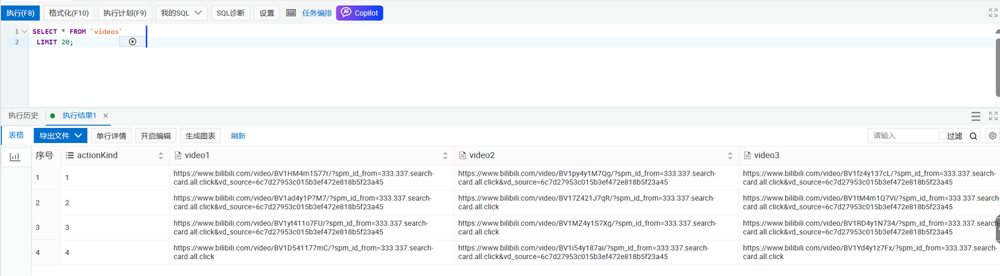 执行(F8) 格式化(F10) 执行计划(F9) 我的SQL SQL诊断 设置 任务编排 AI Copilot
1 SELECT * FROM `videos`
2 LIMIT 20;
执行历史 执行结果1 ×
表格 导出文件 单行详情 开启编辑 生成图表 刷新 请输入 过滤
序号 actionKind video1 video2 video3
1 1 https://www.bilibili.com/video/BV1HM4m1S77r/?spm_id_from=333.337.search- https://www.bilibili.com/video/BV1py4y1M7Qg/?spm_id_from=333.337.search- https://www.bilibili.com/video/BV1fz4y137cL/?spm_id_from=333.337.search-
card.all.click&vd_source=6c7d27953c015b3ef472e818b5f23a45 card.all.click&vd_source=6c7d27953c015b3ef472e818b5f23a45 card.all.click&vd_source=6c7d27953c015b3ef472e818b5f23a45
2 2 https://www.bilibili.com/video/BV1ad4y1P7M7/?spm_id_from=333.337.search- https://www.bilibili.com/video/BV17Z421J7qR/?spm_id_from=333.337.search- https://www.bilibili.com/video/BV1tM4m1Q7Vi/?spm_id_from=333.337.search-
card.all.click&vd_source=6c7d27953c015b3ef472e818b5f23a45 card.all.click card.all.click&vd_source=6c7d27953c015b3ef472e818b5f23a45
3 3 https://www.bilibili.com/video/BV1yt411o7FU/?spm_id_from=333.337.search- https://www.bilibili.com/video/BV1MZ4y1S7Xg/?spm_id_from=333.337.search- https://www.bilibili.com/video/BV1RD4y1N734/?spm_id_from=333.337.search-
card.all.click&vd_source=6c7d27953c015b3ef472e818b5f23a45 card.all.click card.all.click&vd_source=6c7d27953c015b3ef472e818b5f23a45
4 4 https://www.bilibili.com/video/BV1D541177mC/?spm_id_from=333.337.search- https://www.bilibili.com/video/BV1i54y187ai/?spm_id_from=333.337.search- https://www.bilibili.com/video/BV1Yd4y1z7Fx/?spm_id_from=333.337.search-
card.all.click card.all.click&vd_source=6c7d27953c015b3ef472e818b5f23a45 card.all.click